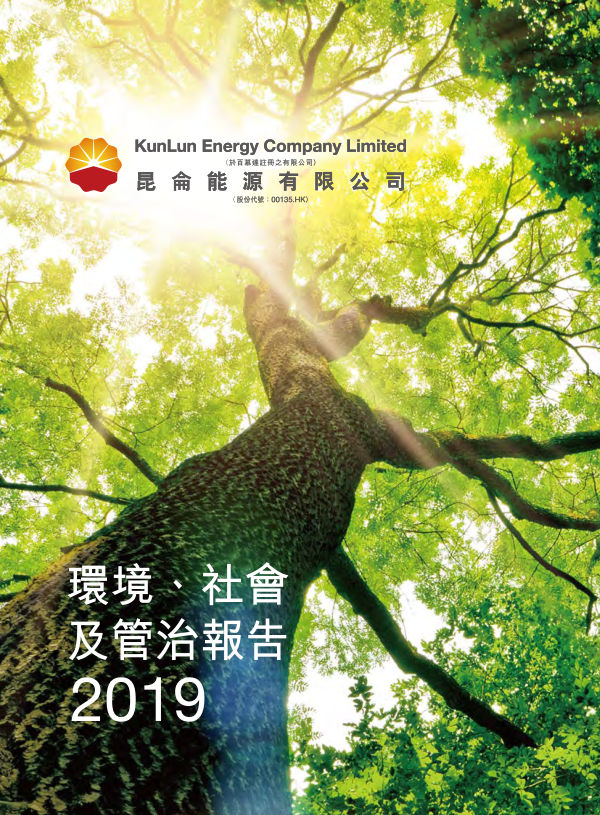 KunLun Energy Company Limited
(於百慕達註冊之有限公司)
昆侖能源有限公司
(股份代號：00135.HK)
環境、社會
及管治報告
2019